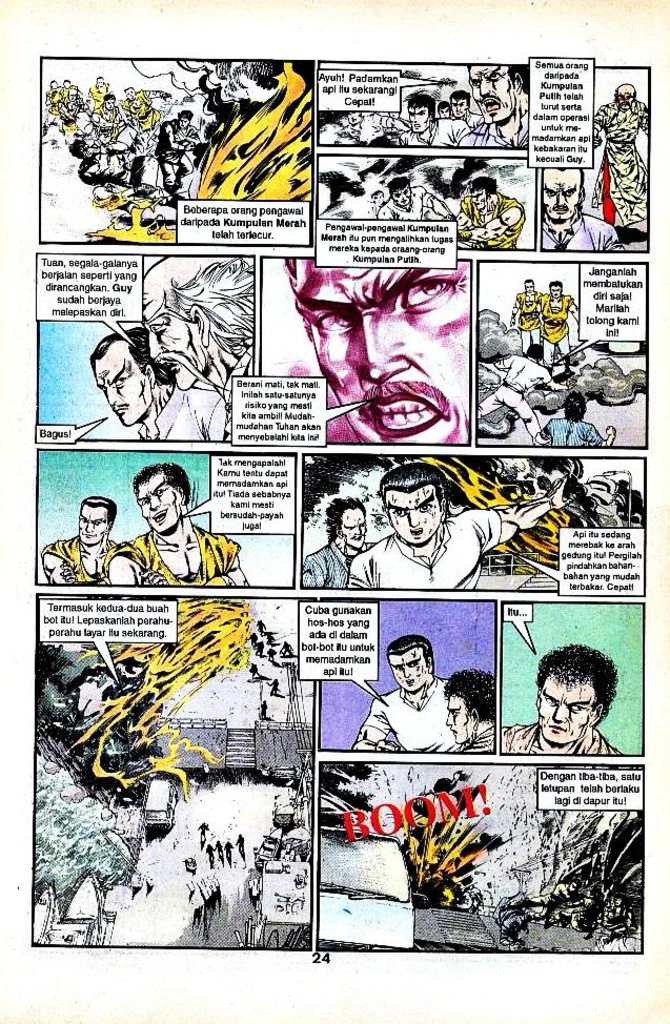 Beberapa orang pengawal
daripada Kumpulan Merah
telah terlecur.
Ayuh! Padamkan
api itu sekarang!
Cepat!
Semua orang
daripada
Kumpulan
Putih telah
turut serta
dalam operasi
untuk me-
madamkan api
kebakaran itu
kecuali Guy.
Pengawal-pengawal dari Kumpulan
Merah itu pun mengalihkan tugas
mereka kepada oraang-orang
Kumpulan Putih.
Tuan, segala-galanya
berjalan seperti yang
dirancangkan. Guy
sudah berjaya
melepaskan diri.
Bagus!
Berani mati, tak mati.
Inilah satu-satunya
risiko yang mesti
kita ambil! Mudah-
mudahan Tuhan akan
menyebelahi kita!
Janganlah
membatukan
diri saja!
Marilah
tolong kami
ini!
Tak mengapalah!
Kamu tentu dapat
memadamkan api
itu! Tiada sebabnya
kami mesti
bersudah-payah
juga!
Api itu sedang
merebak ke arah
gedung itu! Pergilah
pindahkan bahan-
bahan yang mudah
terbakar. Cepat!
Termasuk kedua-dua buah
bot itu! Lepaskanlah perahu-
perahu layar itu sekarang.
Cuba gunakan
hos-hos yang
ada di dalam
bot-bot itu untuk
memadamkan
api itu!
Itu...
BOOM!
Dengan tiba-tiba, satu
letupan telah berlaku
lagi di dapur itu!
24